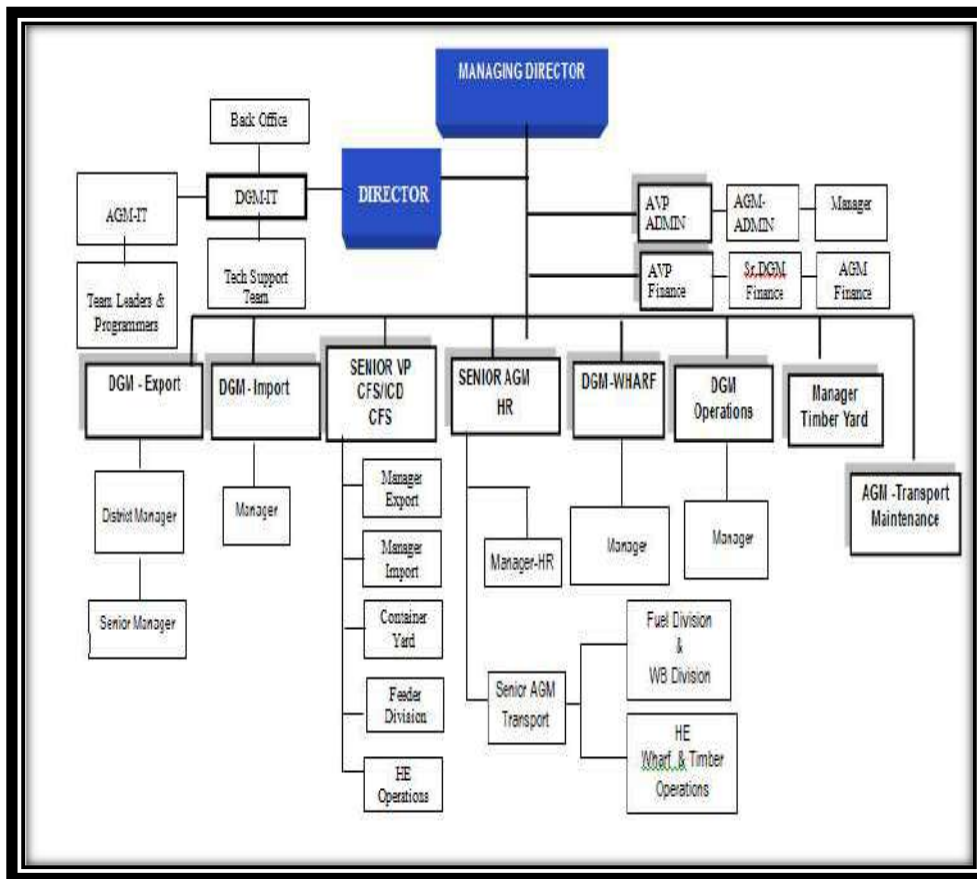 MANAGING DIRECTOR
Back Office
DIRECTOR
DGM-IT
AGM-IT
AVP
ADMIN
AGM-
ADMIN
Manager
Tech Support
Team
Team Leaders &
Programmers
AVP
Finance
Sr.DGM
Finance
AGM
Finance
DGM - Export
DGM - Import
SENIOR VP
CFS/ICD
CFS
SENIOR AGM
HR
DGM-WHARF
DGM
Operations
Manager
Timber Yard
AGM -Transport
Maintenance
District Manager
Manager
Manager
Export
Manager
Import
Manager-HR
Manager
Manager
Senior Manager
Container
Yard
Feeder
Division
HE
Operations
Senior AGM
Transport
Fuel Division
&
WB Division
HE
Wharf & Timber
Operations